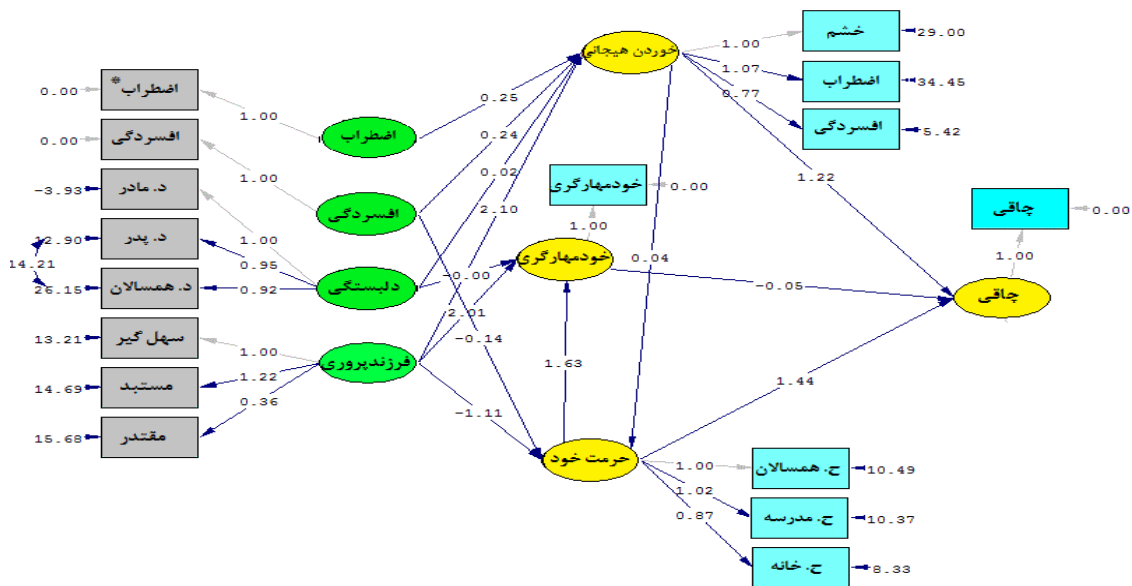 خوردن هیجانی
1.00
خشم
29.00
1.07
اضطراب
34.45
0.77
افسردگی
5.42
0.00
اضطراب*
1.00
اضطراب
0.25
0.00
افسردگی
1.00
افسردگی
0.24
-3.93
د. مادر
1.00
0.02
2.10
خودمهارگری
0.00
1.00
1.22
چاقی
0.00
1.00
12.90
د. پدر
0.95
14.21
26.15
د. همسالان
0.92
دلبستگی
-0.00
خودمهارگری
0.04
-0.05
چاقی
13.21
سهل گیر
1.00
2.01
-0.14
فرزندپروری
14.69
مستبد
1.22
0.36
15.68
مقتدر
-1.11
1.63
1.44
حرمت خود
1.00
ح. همسالان
10.49
1.02
ح. مدرسه
10.37
0.87
ح. خانه
8.33